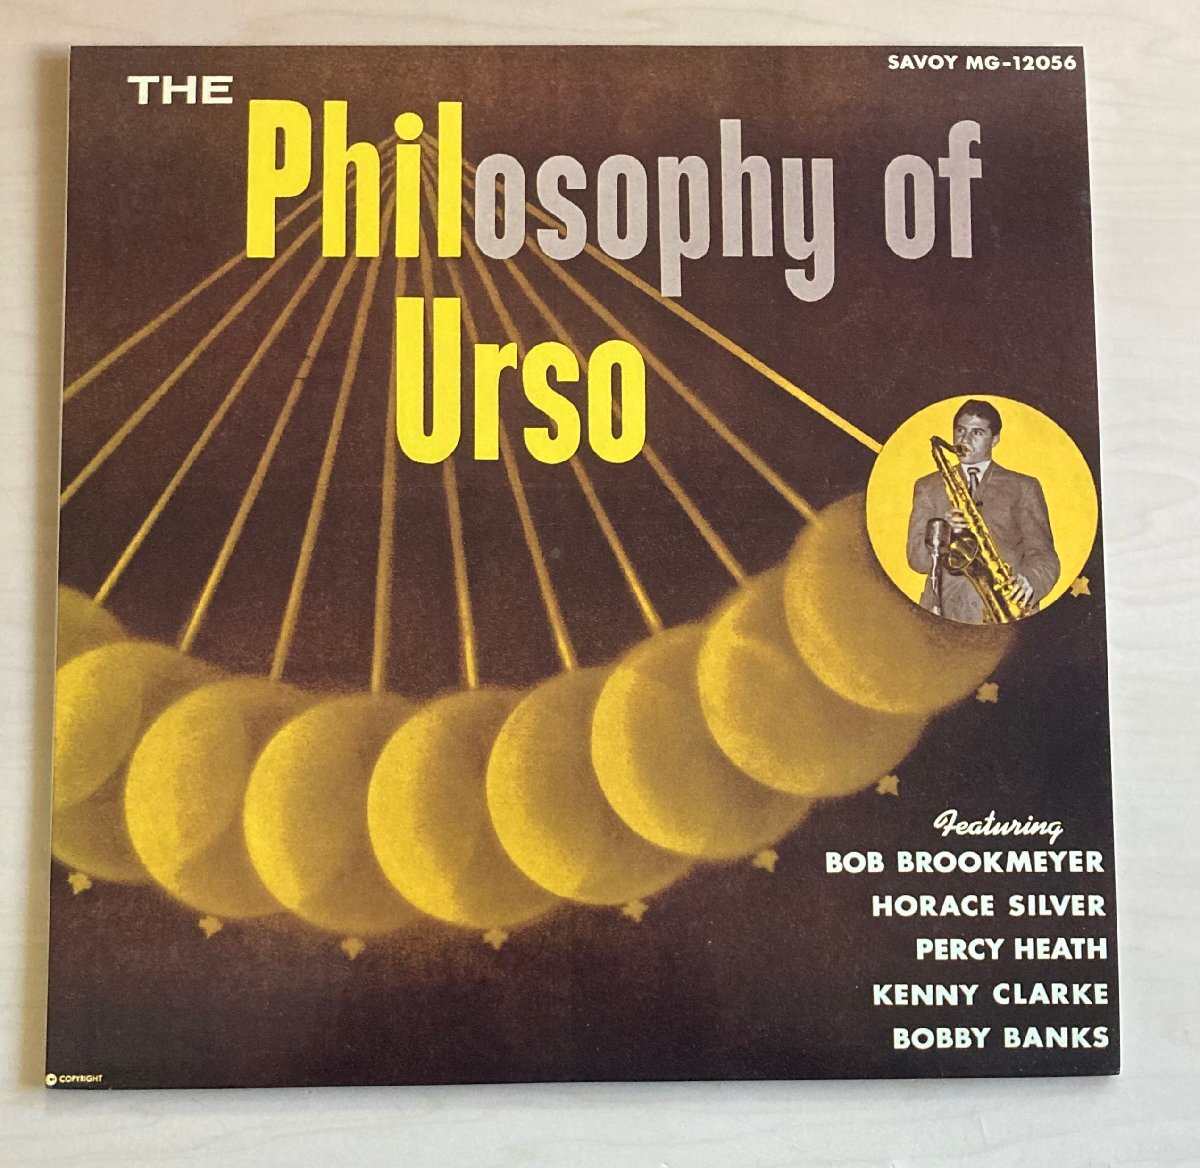 SAVOY MG-12056
THE
Philosophy of
Urso
Featuring
BOB BROOKMEYER
HORACE SILVER
PERCY HEATH
KENNY CLARKE
BOBBY BANKS
© COPYRIGHT